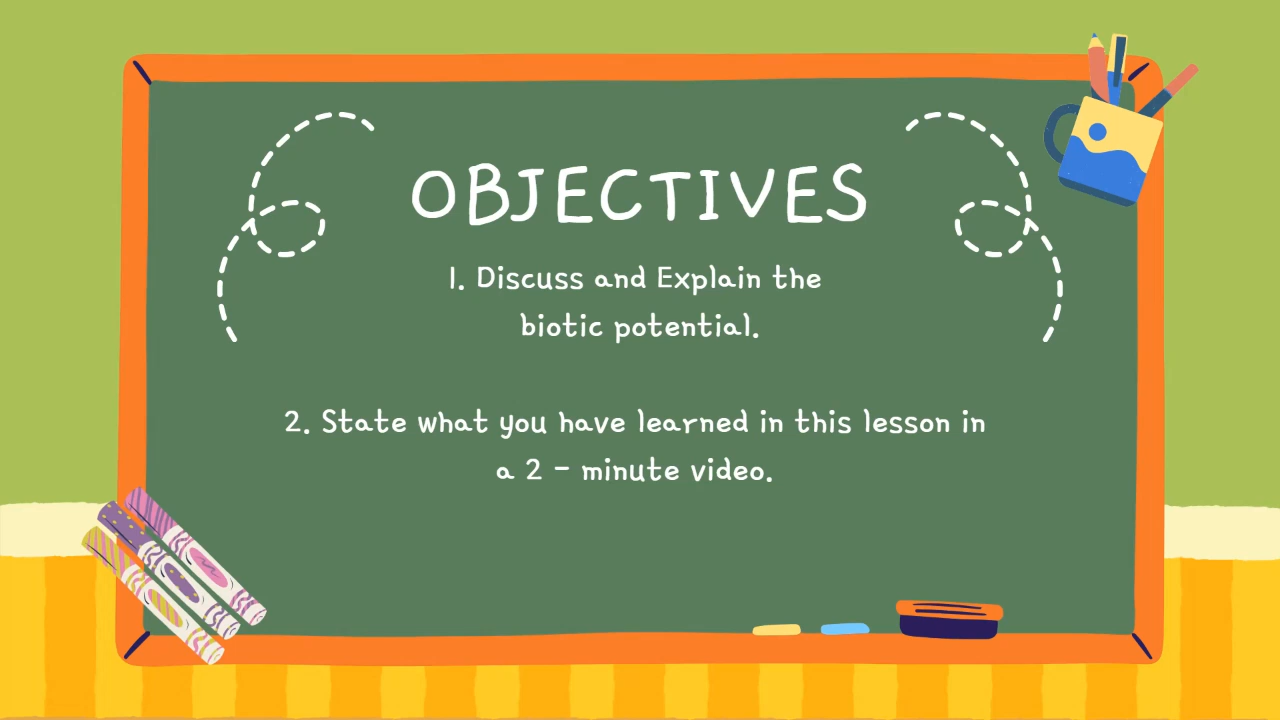 OBJECTIVES
1. Discuss and Explain the
biotic potential.
2. State what you have learned in this lesson in
a 2 - minute video.